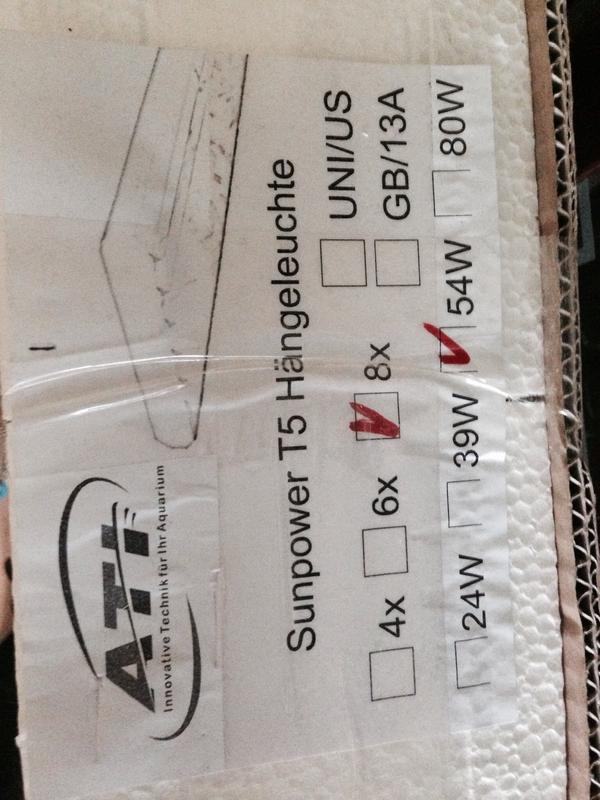 ATI
Innovative Technik für Ihr Aquarium
Sunpower T5 Hängeleuchte
4x 6x 8x UNI/US
GB/13A
24W 39W 54W 80W